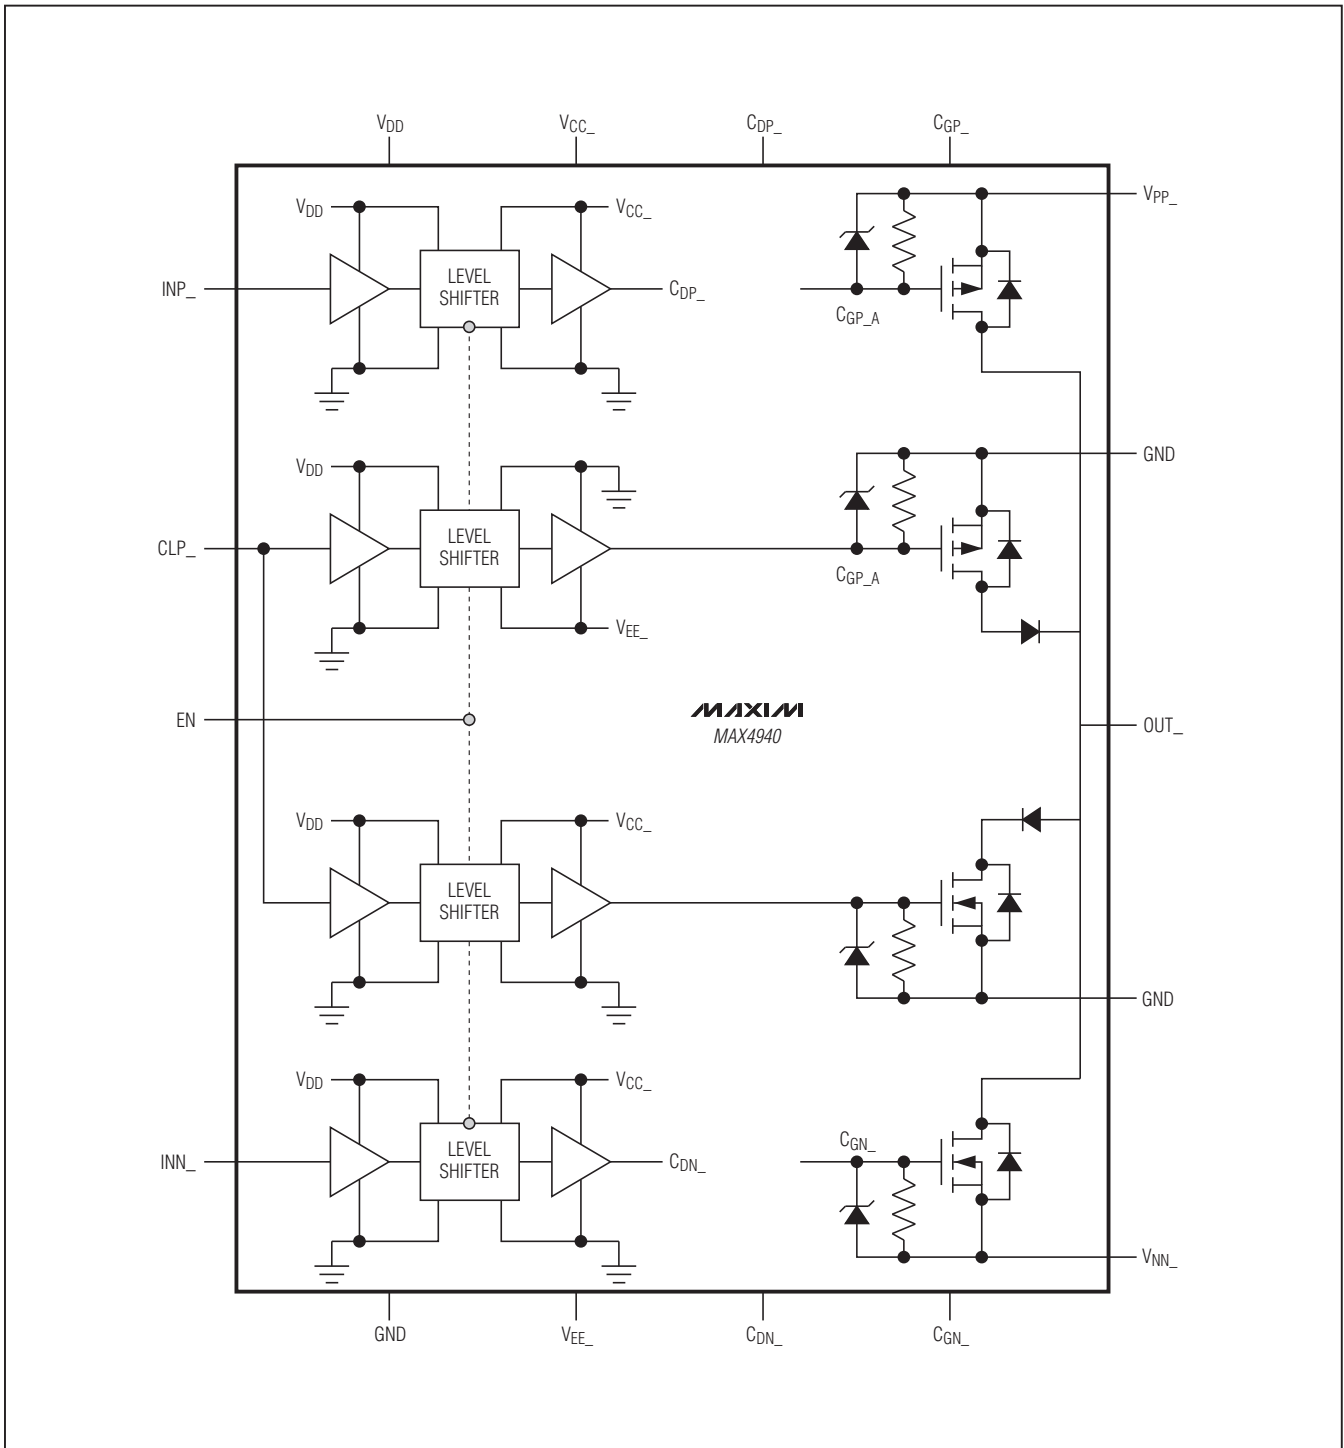 VDD VCC_ CDP_ CGP_
VPP_
VDD VCC_
INP_ LEVEL SHIFTER CDP_
CGP_A
GND
VDD
CLP_ LEVEL SHIFTER
CGP_A
VEE_
EN
MAXIM
MAX4940
OUT_
VDD VCC_
LEVEL SHIFTER
GND
VDD VCC_
CGN_
INN_ LEVEL SHIFTER CDN_
VNN_
GND VEE_ CDN_ CGN_